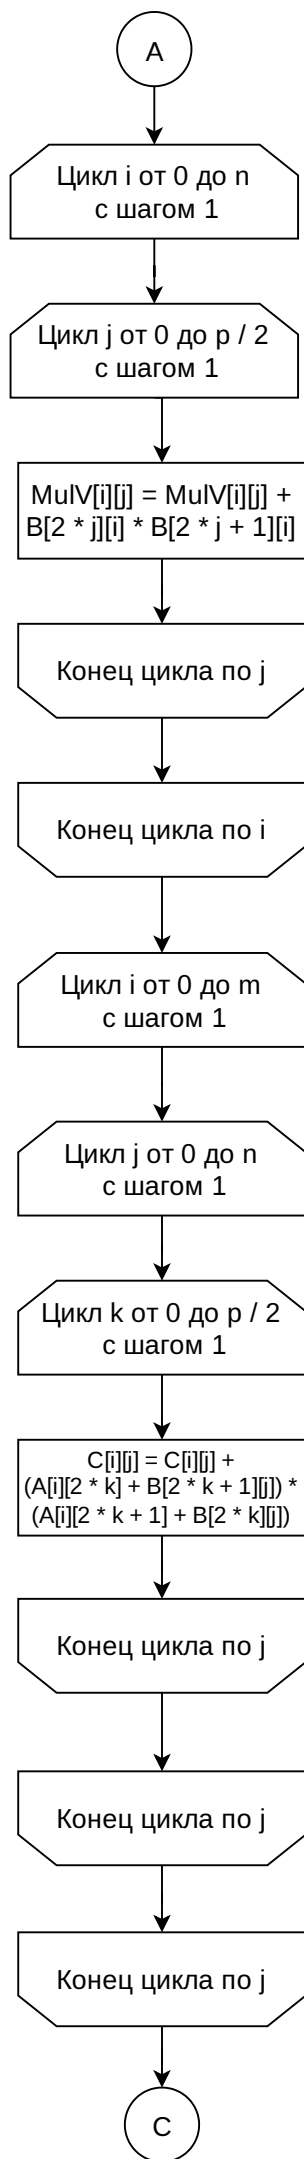 A
Цикл i от 0 до n
с шагом 1
Цикл j от 0 до p / 2
с шагом 1
MulV[i][j] = MulV[i][j] +
B[2 * j][i] * B[2 * j + 1][i]
Конец цикла по j
Конец цикла по i
Цикл i от 0 до m
с шагом 1
Цикл j от 0 до n
с шагом 1
Цикл k от 0 до p / 2
с шагом 1
C[i][j] = C[i][j] +
(A[i][2 * k] + B[2 * k + 1][j]) *
(A[i][2 * k + 1] + B[2 * k][j])
Конец цикла по j
Конец цикла по j
Конец цикла по j
C